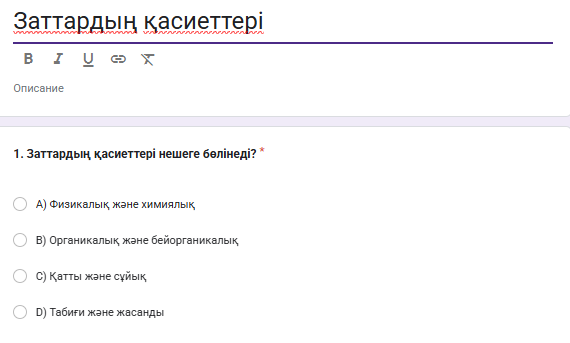 Заттардың қасиеттері
B I U
Описание
1. Заттардың қасиеттері нешеге бөлінеді? *
A) Физикалық және химиялық
B) Органикалық және бейорганикалық
C) Қатты және сұйық
D) Табиғи және жасанды